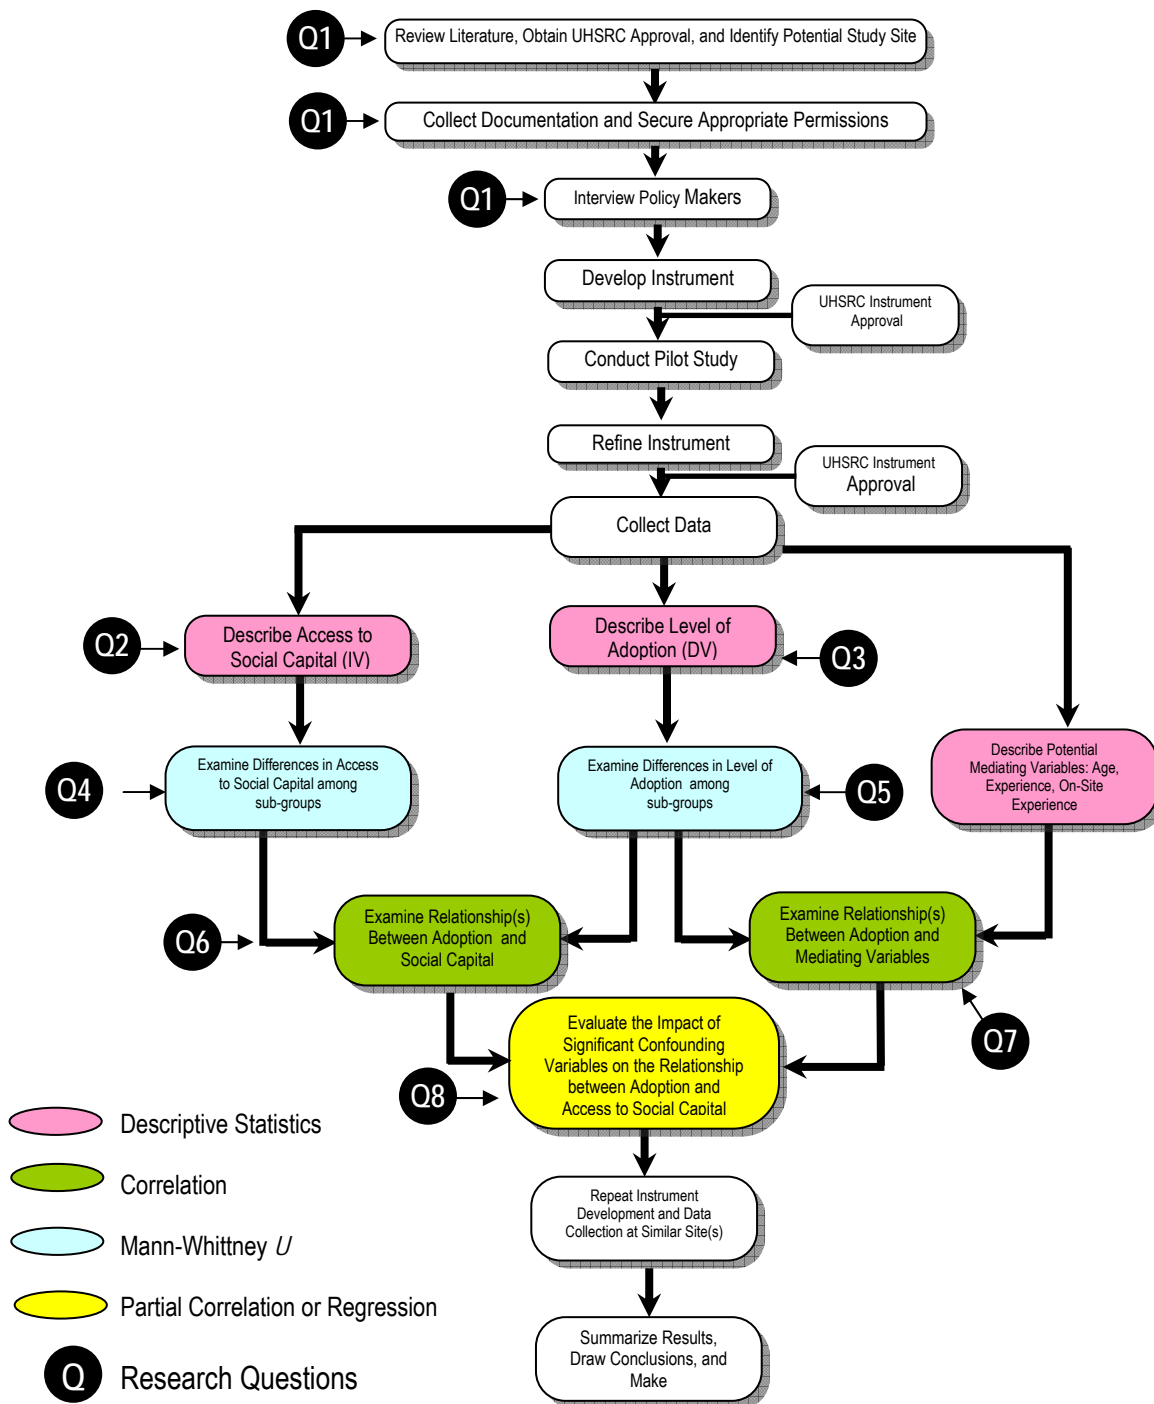 Q1
Review Literature, Obtain UHSRC Approval, and Identify Potential Study Site
Q1
Collect Documentation and Secure Appropriate Permissions
Q1
Interview Policy Makers
Develop Instrument
UHSRC Instrument
Approval
Conduct Pilot Study
Refine Instrument
UHSRC Instrument
Approval
Collect Data
Q2
Describe Access to
Social Capital (IV)
Describe Level of
Adoption (DV)
Q3
Q4
Examine Differences in Access
to Social Capital among
sub-groups
Examine Differences in Level of
Adoption among
sub-groups
Q5
Describe Potential
Mediating Variables: Age,
Experience, On-Site
Experience
Q6
Examine Relationship(s)
Between Adoption and
Social Capital
Examine Relationship(s)
Between Adoption and
Mediating Variables
Q7
Q8
Evaluate the Impact of
Significant Confounding
Variables on the Relationship
between Adoption and
Access to Social Capital
Repeat Instrument
Development and Data
Collection at Similar Site(s)
Summarize Results,
Draw Conclusions, and
Make
Descriptive Statistics
Correlation
Mann-Whittney U
Partial Correlation or Regression
Q
Research Questions